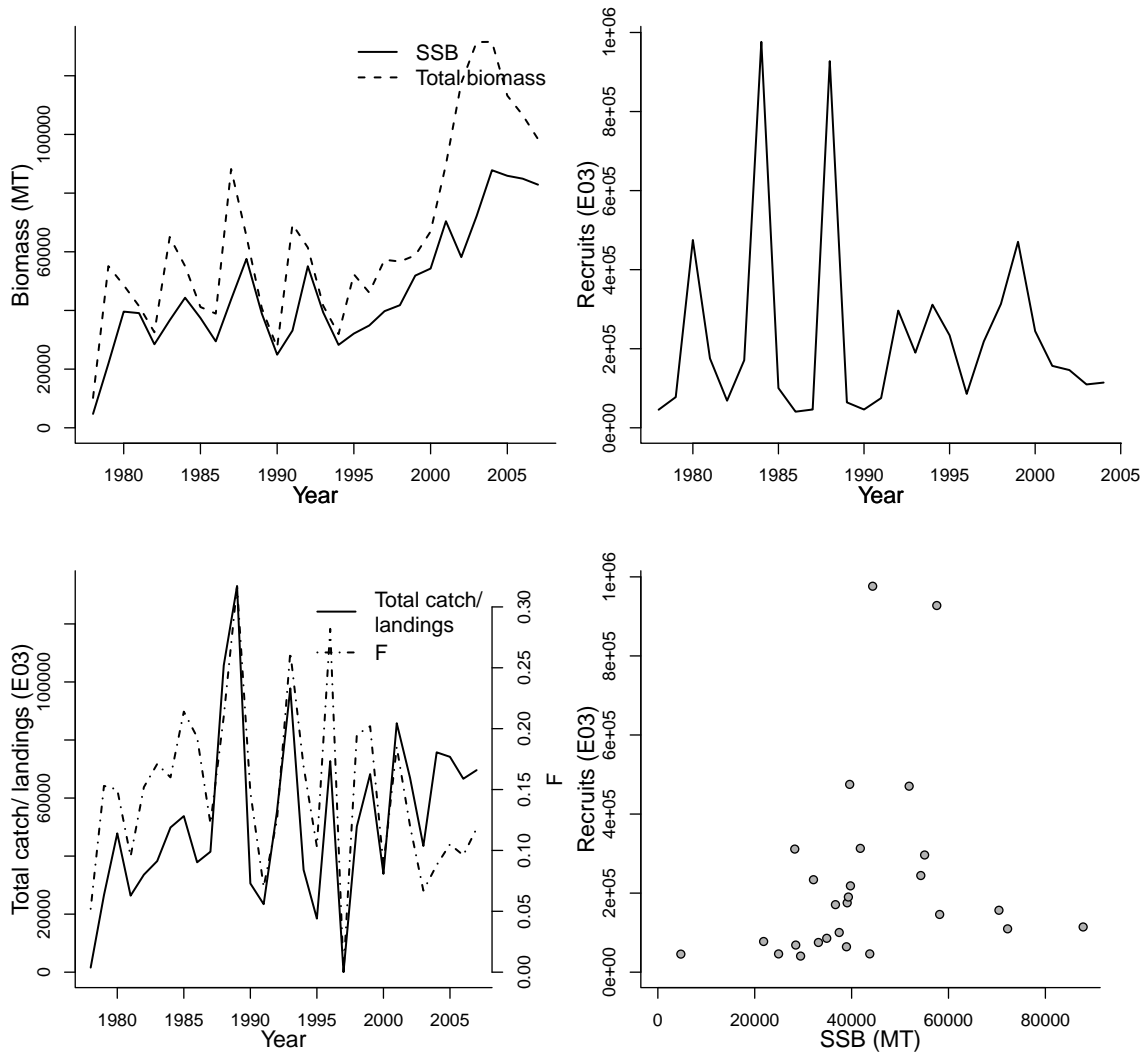 SSB
Total biomass
Biomass (MT)
0
20000
60000
100000
1980
1985
1990
1995
2000
2005
Year
Recruits (E03)
0e+00
2e+05
4e+05
6e+05
8e+05
1e+06
1980
1985
1990
1995
2000
2005
Year
Total catch/
landings
F
Total catch/ landings (E03)
0
20000
60000
100000
0.00
0.05
0.10
0.15
0.20
0.25
0.30
F
1980
1985
1990
1995
2000
2005
Year
Recruits (E03)
0e+00
2e+05
4e+05
6e+05
8e+05
1e+06
0
20000
40000
60000
80000
SSB (MT)